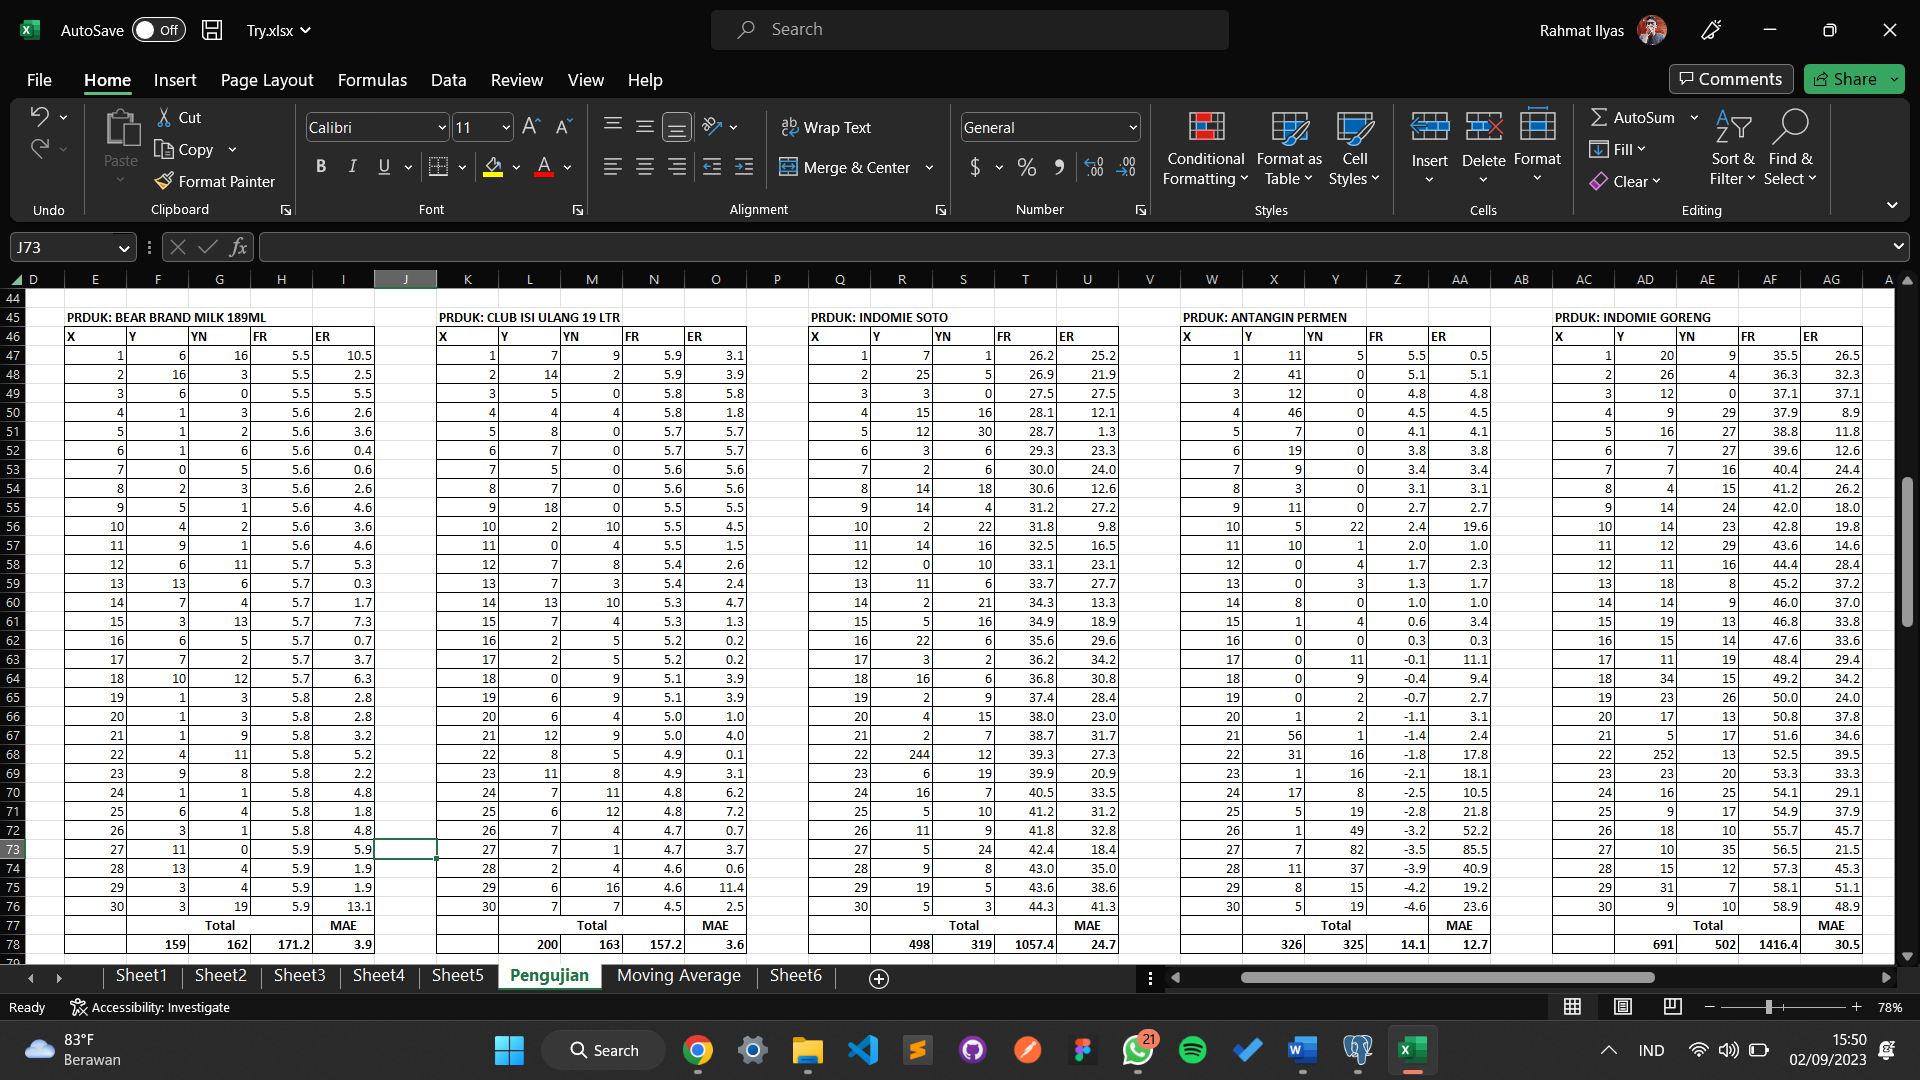 AutoSave Off Try.xlsx Search Rahmat Ilyas
File Home Insert Page Layout Formulas Data Review View Help Comments Share
Paste Cut Copy Format Painter Calibri 11 Wrap Text Merge & Center General
Conditional Formatting Format as Table Cell Styles Insert Delete Format AutoSum Fill Clear Sort & Filter Find & Select
Undo Clipboard Font Alignment Number Styles Cells Editing
J73 fx
D E F G H I J K L M N O P Q R S T U V W X Y Z AA AB AC AD AE AF AG A
44
45 PRDUK: BEAR BRAND MILK 189ML PRDUK: CLUB ISI ULANG 19 LTR PRDUK: INDOMIE SOTO PRDUK: ANTANGIN PERMEN PRDUK: INDOMIE GORENG
46 X Y YN FR ER X Y YN FR ER X Y YN FR ER X Y YN FR ER X Y YN FR ER
47 1 6 16 5.5 10.5 1 7 9 5.9 3.1 1 7 1 26.2 25.2 1 11 5 5.5 0.5 1 20 9 35.5 26.5
48 2 16 3 5.5 2.5 2 14 2 5.9 3.9 2 25 5 26.9 21.9 2 41 0 5.1 5.1 2 26 4 36.3 32.3
49 3 6 0 5.5 5.5 3 5 0 5.8 5.8 3 3 0 27.5 27.5 3 12 0 4.8 4.8 3 12 0 37.1 37.1
50 4 1 3 5.6 2.6 4 4 4 5.8 1.8 4 15 16 28.1 12.1 4 46 0 4.5 4.5 4 9 29 37.9 8.9
51 5 1 2 5.6 3.6 5 8 0 5.7 5.7 5 12 30 28.7 1.3 5 7 0 4.1 4.1 5 16 27 38.8 11.8
52 6 1 6 5.6 0.4 6 7 0 5.7 5.7 6 3 6 29.3 23.3 6 19 0 3.8 3.8 6 7 27 39.6 12.6
53 7 0 5 5.6 0.6 7 5 0 5.6 5.6 7 2 6 30.0 24.0 7 9 0 3.4 3.4 7 7 16 40.4 24.4
54 8 2 3 5.6 2.6 8 7 0 5.6 5.6 8 14 18 30.6 12.6 8 3 0 3.1 3.1 8 4 15 41.2 26.2
55 9 5 1 5.6 4.6 9 18 0 5.5 5.5 9 14 4 31.2 27.2 9 11 0 2.7 2.7 9 14 24 42.0 18.0
56 10 4 2 5.6 3.6 10 2 10 5.5 4.5 10 2 22 31.8 9.8 10 5 22 2.4 19.6 10 14 23 42.8 19.8
57 11 9 1 5.6 4.6 11 0 4 5.5 1.5 11 14 16 32.5 16.5 11 10 1 2.0 1.0 11 12 29 43.6 14.6
58 12 6 11 5.7 5.3 12 7 8 5.4 2.6 12 0 10 33.1 23.1 12 0 4 1.7 2.3 12 11 16 44.4 28.4
59 13 13 6 5.7 0.3 13 7 3 5.4 2.4 13 11 6 33.7 27.7 13 0 3 1.3 1.7 13 18 8 45.2 37.2
60 14 7 4 5.7 1.7 14 13 10 5.3 4.7 14 2 21 34.3 13.3 14 8 0 1.0 1.0 14 14 9 46.0 37.0
61 15 3 13 5.7 7.3 15 7 4 5.3 1.3 15 5 16 34.9 18.9 15 1 4 0.6 3.4 15 19 13 46.8 33.8
62 16 6 5 5.7 0.7 16 2 5 5.2 0.2 16 22 6 35.6 29.6 16 0 0 0.3 0.3 16 15 14 47.6 33.6
63 17 7 2 5.7 3.7 17 2 5 5.2 0.2 17 3 2 36.2 34.2 17 0 11 -0.1 11.1 17 11 19 48.4 29.4
64 18 10 12 5.7 6.3 18 0 9 5.1 3.9 18 16 6 36.8 30.8 18 0 9 -0.4 9.4 18 34 15 49.2 34.2
65 19 1 3 5.8 2.8 19 6 9 5.1 3.9 19 2 9 37.4 28.4 19 0 2 -0.7 2.7 19 23 26 50.0 24.0
66 20 1 3 5.8 2.8 20 6 4 5.0 1.0 20 4 15 38.0 23.0 20 1 2 -1.1 3.1 20 17 13 50.8 37.8
67 21 1 9 5.8 3.2 21 12 9 5.0 4.0 21 2 7 38.7 31.7 21 56 1 -1.4 2.4 21 5 17 51.6 34.6
68 22 4 11 5.8 5.2 22 8 5 4.9 0.1 22 244 12 39.3 27.3 22 31 16 -1.8 17.8 22 252 13 52.5 39.5
69 23 9 8 5.8 2.2 23 11 8 4.9 3.1 23 6 19 39.9 20.9 23 1 16 -2.1 18.1 23 23 20 53.3 33.3
70 24 1 1 5.8 4.8 24 7 11 4.8 6.2 24 16 7 40.5 33.5 24 17 8 -2.5 10.5 24 16 25 54.1 29.1
71 25 6 4 5.8 1.8 25 6 12 4.8 7.2 25 5 10 41.2 31.2 25 5 19 -2.8 21.8 25 9 17 54.9 37.9
72 26 3 1 5.8 4.8 26 7 4 4.7 0.7 26 11 9 41.8 32.8 26 1 49 -3.2 52.2 26 18 10 55.7 45.7
73 27 11 0 5.9 5.9 27 7 1 4.7 3.7 27 5 24 42.4 18.4 27 7 82 -3.5 85.5 27 10 35 56.5 21.5
74 28 13 4 5.9 1.9 28 2 4 4.6 0.6 28 9 8 43.0 35.0 28 11 37 -3.9 40.9 28 15 12 57.3 45.3
75 29 3 4 5.9 1.9 29 6 16 4.6 11.4 29 19 5 43.6 38.6 29 8 15 -4.2 19.2 29 31 7 58.1 51.1
76 30 3 19 5.9 13.1 30 7 7 4.5 2.5 30 5 3 44.3 41.3 30 5 19 -4.6 23.6 30 9 10 58.9 48.9
77 Total MAE Total MAE Total MAE Total MAE Total MAE
78 159 162 171.2 3.9 200 163 157.2 3.6 498 319 1057.4 24.7 326 325 14.1 12.7 691 502 1416.4 30.5
79
Sheet1 Sheet2 Sheet3 Sheet4 Sheet5 Pengujian Moving Average Sheet6
Ready Accessibility: Investigate 78%
83°F Berawan Search 21 IND 15:50 02/09/2023